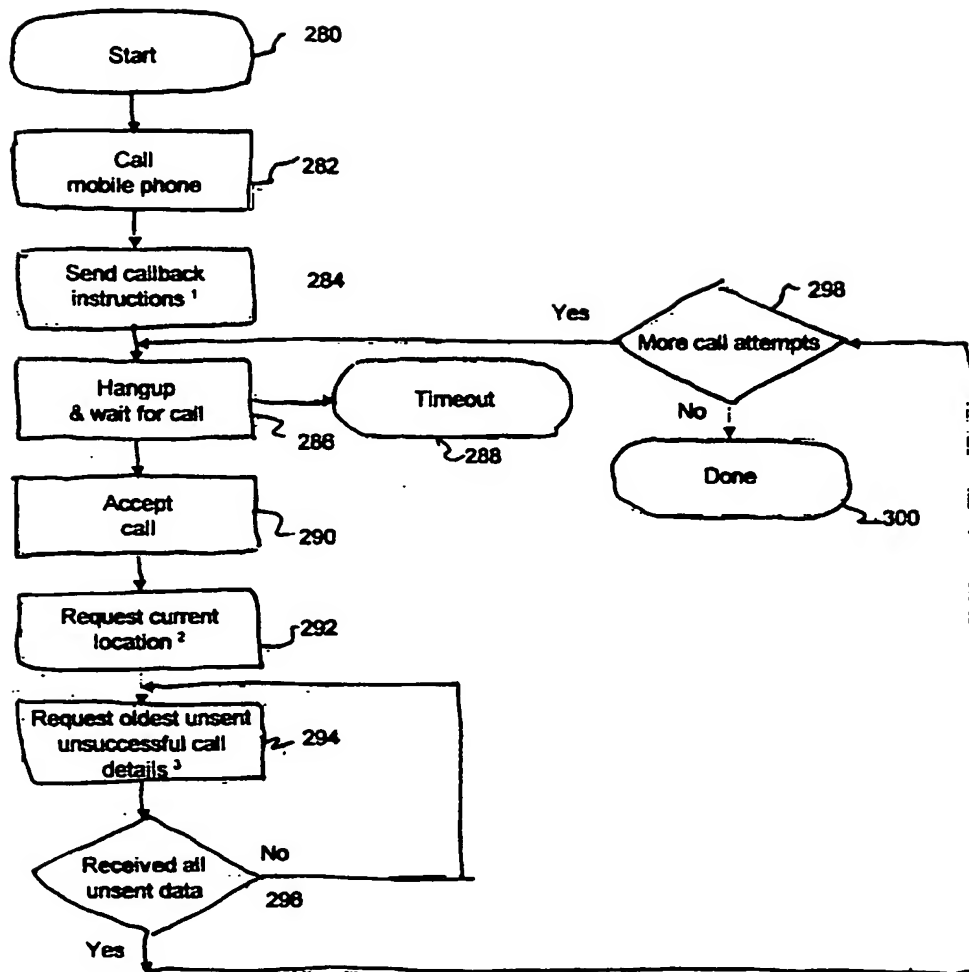 Start
280
Call
mobile phone
282
Send callback
instructions ¹
284
Yes
298
More call attempts
Hangup
& wait for call
286
Timeout
288
No
Done
300
Accept
call
290
Request current
location ²
292
Request oldest unsent
unsuccessful call
details ³
294
Received all
unsent data
No
298
Yes